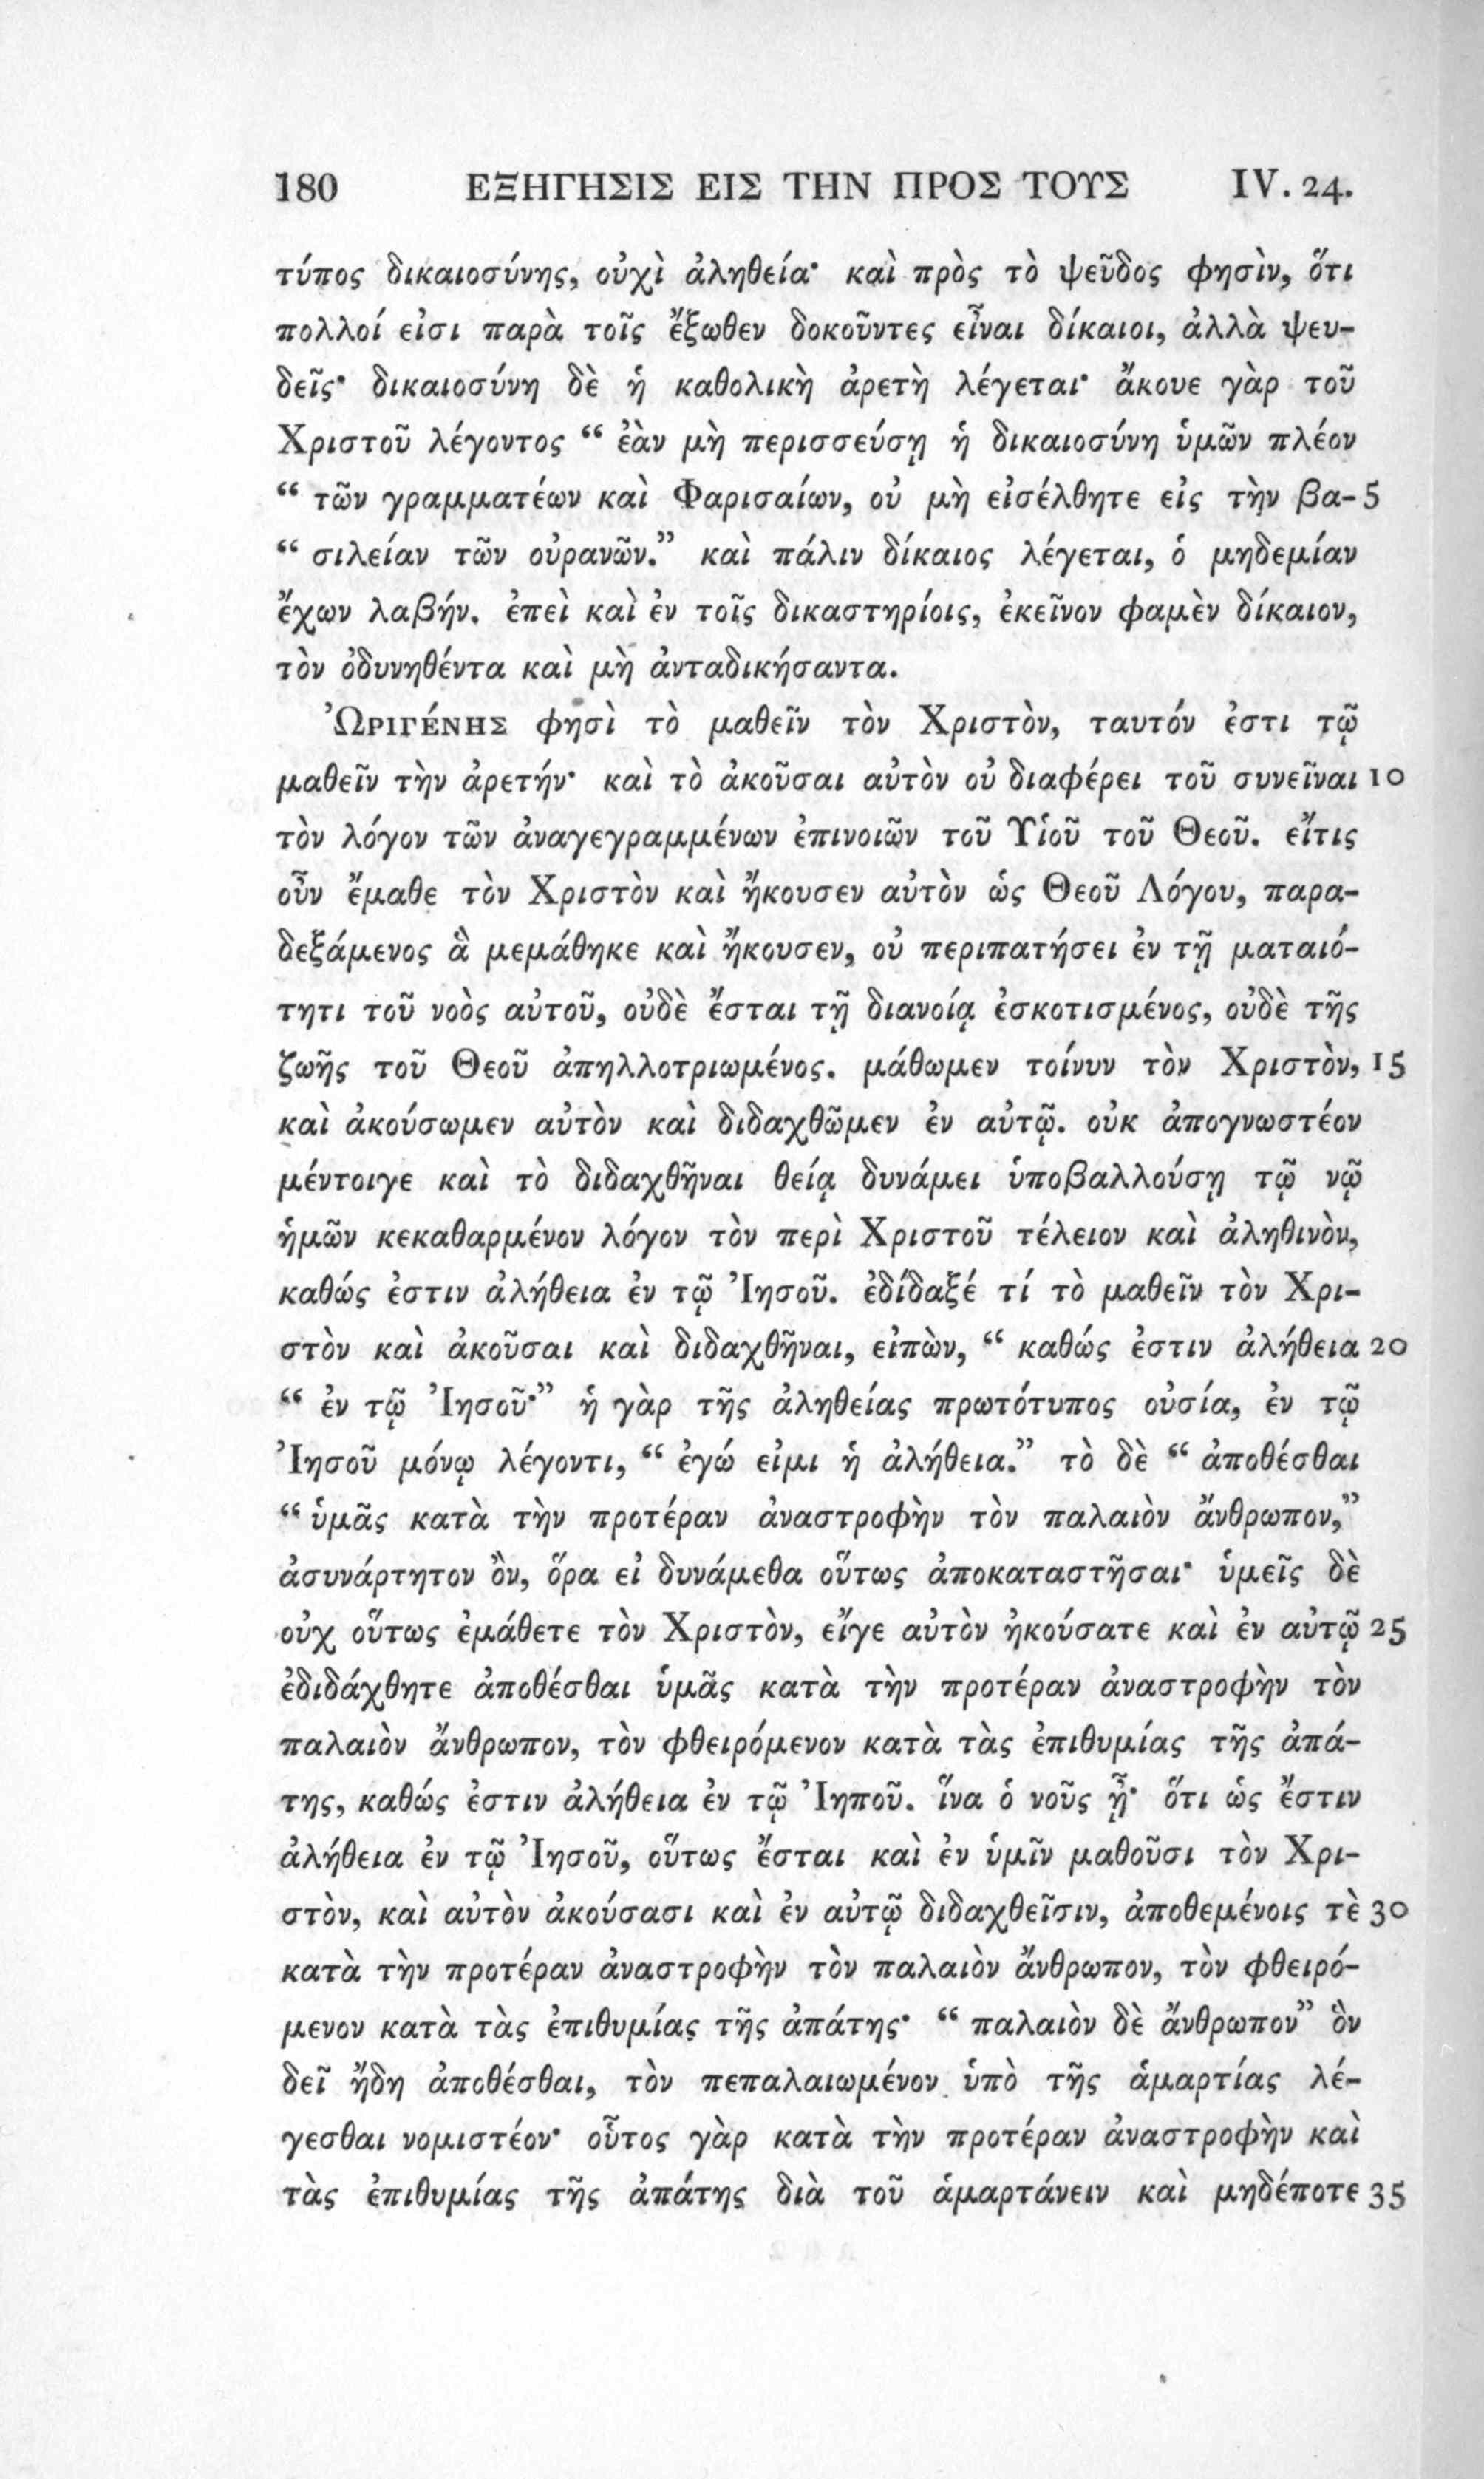 180 ΕΞΗΓΗΣΙΣ ΕΙΣ ΤΗΝ ΠΡΟΣ ΤΟΥΣ IV. 24.
τύπος δικαιοσύνης, οὐχὶ ἀληθεία· καὶ πρὸς τὸ ψεῦδος φησὶν, ὅτι
πολλοί εἰσι παρὰ τοῖς ἔξωθεν δοκοῦντες εἶναι δίκαιοι, ἀλλὰ ψευ-
δεῖς· δικαιοσύνη δὲ ἡ καθολικὴ ἀρετὴ λέγεται· ἄκουε γὰρ τοῦ
Χριστοῦ λέγοντος “ ἐὰν μὴ περισσεύσῃ ἡ δικαιοσύνη ὑμῶν πλέον
“ τῶν γραμματέων καὶ Φαρισαίων, οὐ μὴ εἰσέλθητε εἰς τὴν βα- 5
“ σιλείαν τῶν οὐρανῶν.” καὶ πάλιν δίκαιος λέγεται, ὁ μηδεμίαν
ἔχων λαβήν. ἐπεὶ καὶ ἐν τοῖς δικαστηρίοις, ἐκεῖνον φαμὲν δίκαιον,
τὸν ὀδυνηθέντα καὶ μὴ ἀνταδικήσαντα.
ὨΡΙΓΈΝΗΣ φησὶ τὸ μαθεῖν τὸν Χριστὸν, ταυτόν ἐστι τῷ
μαθεῖν τὴν ἀρετήν· καὶ τὸ ἀκοῦσαι αὐτὸν οὐ διαφέρει τοῦ συνεῖναι 10
τὸν λόγον τῶν ἀναγεγραμμένων ἐπινοιῶν τοῦ Υἱοῦ τοῦ Θεοῦ. εἴτις
οὖν ἔμαθε τὸν Χριστὸν καὶ ἤκουσεν αὐτὸν ὡς Θεοῦ Λόγου, παρα-
δεξάμενος ἃ μεμάθηκε καὶ ἤκουσεν, οὐ περιπατήσει ἐν τῇ ματαιό-
τητι τοῦ νοὸς αὐτοῦ, οὐδὲ ἔσται τῇ διανοίᾳ ἐσκοτισμένος, οὐδὲ τῆς
ζωῆς τοῦ Θεοῦ ἀπηλλοτριωμένος. μάθωμεν τοίνυν τὸν Χριστὸν, 15
καὶ ἀκούσωμεν αὐτὸν καὶ διδαχθῶμεν ἐν αὐτῷ. οὐκ ἀπογνωστέον
μέντοιγε καὶ τὸ διδαχθῆναι θείᾳ δυνάμει ὑποβαλλούσῃ τῷ νῷ
ἡμῶν κεκαθαρμένον λόγον τὸν περὶ Χριστοῦ τέλειον καὶ ἀληθινὸν,
καθώς ἐστιν ἀλήθεια ἐν τῷ Ἰησοῦ. ἐδίδαξέ τί τὸ μαθεῖν τὸν Χρι-
στὸν καὶ ἀκοῦσαι καὶ διδαχθῆναι, εἰπὼν, “ καθώς ἐστιν ἀλήθεια 20
“ ἐν τῷ Ἰησοῦ·” ἡ γὰρ τῆς ἀληθείας πρωτότυπος οὐσία, ἐν τῷ
Ἰησοῦ μόνῳ λέγοντι, “ ἐγώ εἰμι ἡ ἀλήθεια.” τὸ δὲ “ ἀποθέσθαι
“ ὑμᾶς κατὰ τὴν προτέραν ἀναστροφὴν τὸν παλαιὸν ἄνθρωπον,”
ἀσυνάρτητον ὂν, ὅρα εἰ δυνάμεθα οὕτως ἀποκαταστῆσαι· ὑμεῖς δὲ
οὐχ οὕτως ἐμάθετε τὸν Χριστὸν, εἴγε αὐτὸν ἠκούσατε καὶ ἐν αὐτῷ 25
ἐδιδάχθητε ἀποθέσθαι ὑμᾶς κατὰ τὴν προτέραν ἀναστροφὴν τὸν
παλαιὸν ἄνθρωπον, τὸν φθειρόμενον κατὰ τὰς ἐπιθυμίας τῆς ἀπά-
της, καθώς ἐστιν ἀλήθεια ἐν τῷ Ἰηποῦ. ἵνα ὁ νοῦς ᾖ· ὅτι ὡς ἔστιν
ἀλήθεια ἐν τῷ Ἰησοῦ, οὕτως ἔσται καὶ ἐν ὑμῖν μαθοῦσι τὸν Χρι-
στὸν, καὶ αὐτὸν ἀκούσασι καὶ ἐν αὐτῷ διδαχθεῖσιν, ἀποθεμένοις τὲ 30
κατὰ τὴν προτέραν ἀναστροφὴν τὸν παλαιὸν ἄνθρωπον, τὸν φθειρό-
μενον κατὰ τὰς ἐπιθυμίας τῆς ἀπάτης· “ παλαιὸν δὲ ἄνθρωπον” ὃν
δεῖ ἤδη ἀποθέσθαι, τὸν πεπαλαιωμένον ὑπὸ τῆς ἁμαρτίας λέ-
γεσθαι νομιστέον· οὗτος γὰρ κατὰ τὴν προτέραν ἀναστροφὴν καὶ
τὰς ἐπιθυμίας τῆς ἀπάτης διὰ τοῦ ἁμαρτάνειν καὶ μηδέποτε 35